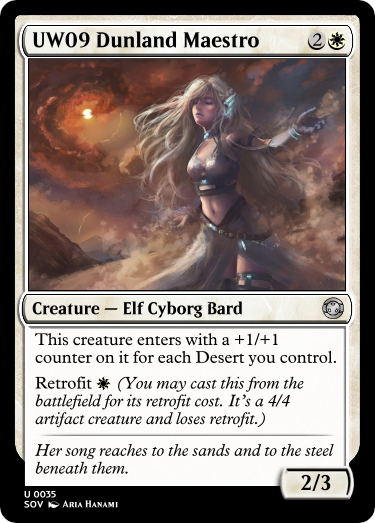 UW09 Dunland Maestro 2
Creature — Elf Cyborg Bard
This creature enters with a +1/+1
counter on it for each Desert you control.
Retrofit (You may cast this from the
battlefield for its retrofit cost. It's a 4/4
artifact creature and loses retrofit.)
Her song reaches to the sands and to the steel
beneath them.
2/3
U 0035
SOV Aria Hanami